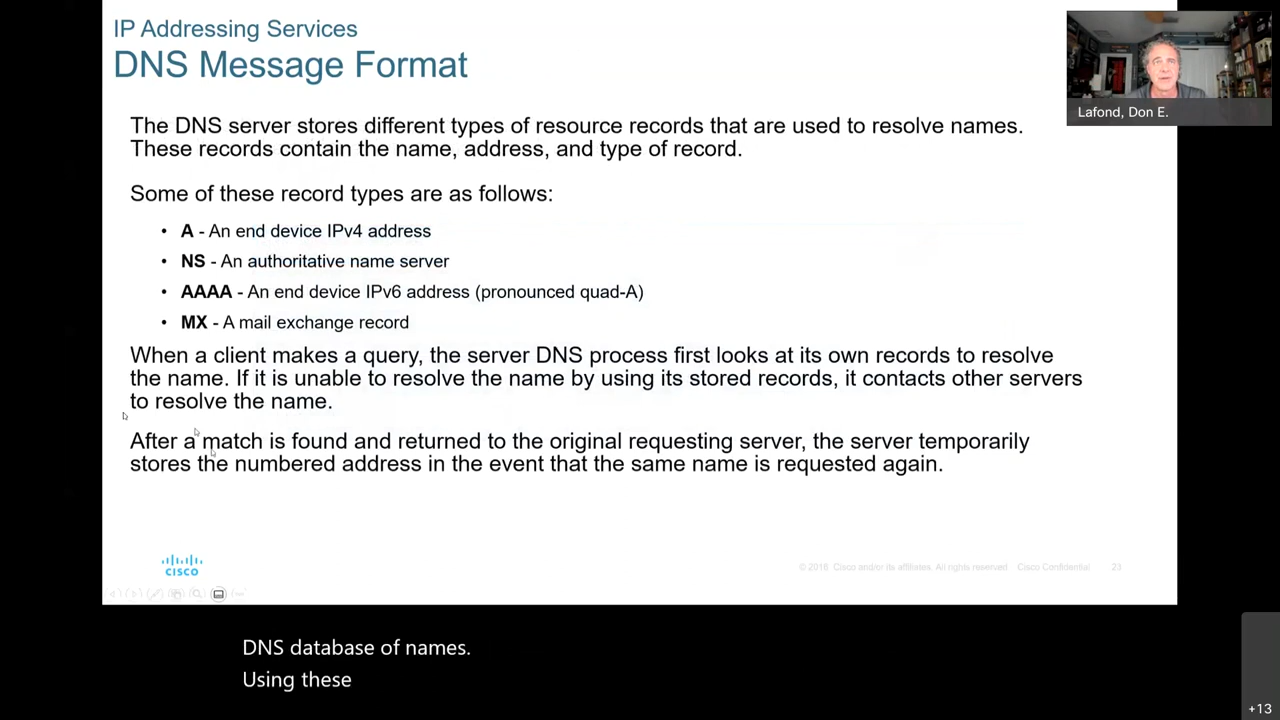 IP Addressing Services
DNS Message Format
Lafond, Don E.
The DNS server stores different types of resource records that are used to resolve names.
These records contain the name, address, and type of record.
Some of these record types are as follows:
• A - An end device IPv4 address
• NS - An authoritative name server
• AAAA - An end device IPv6 address (pronounced quad-A)
• MX - A mail exchange record
When a client makes a query, the server DNS process first looks at its own records to resolve
the name. If it is unable to resolve the name by using its stored records, it contacts other servers
to resolve the name.
After a match is found and returned to the original requesting server, the server temporarily
stores the numbered address in the event that the same name is requested again.
CISCO
© 2016 Cisco and/or its affiliates. All rights reserved. Cisco Confidential 23
DNS database of names.
Using these
+13